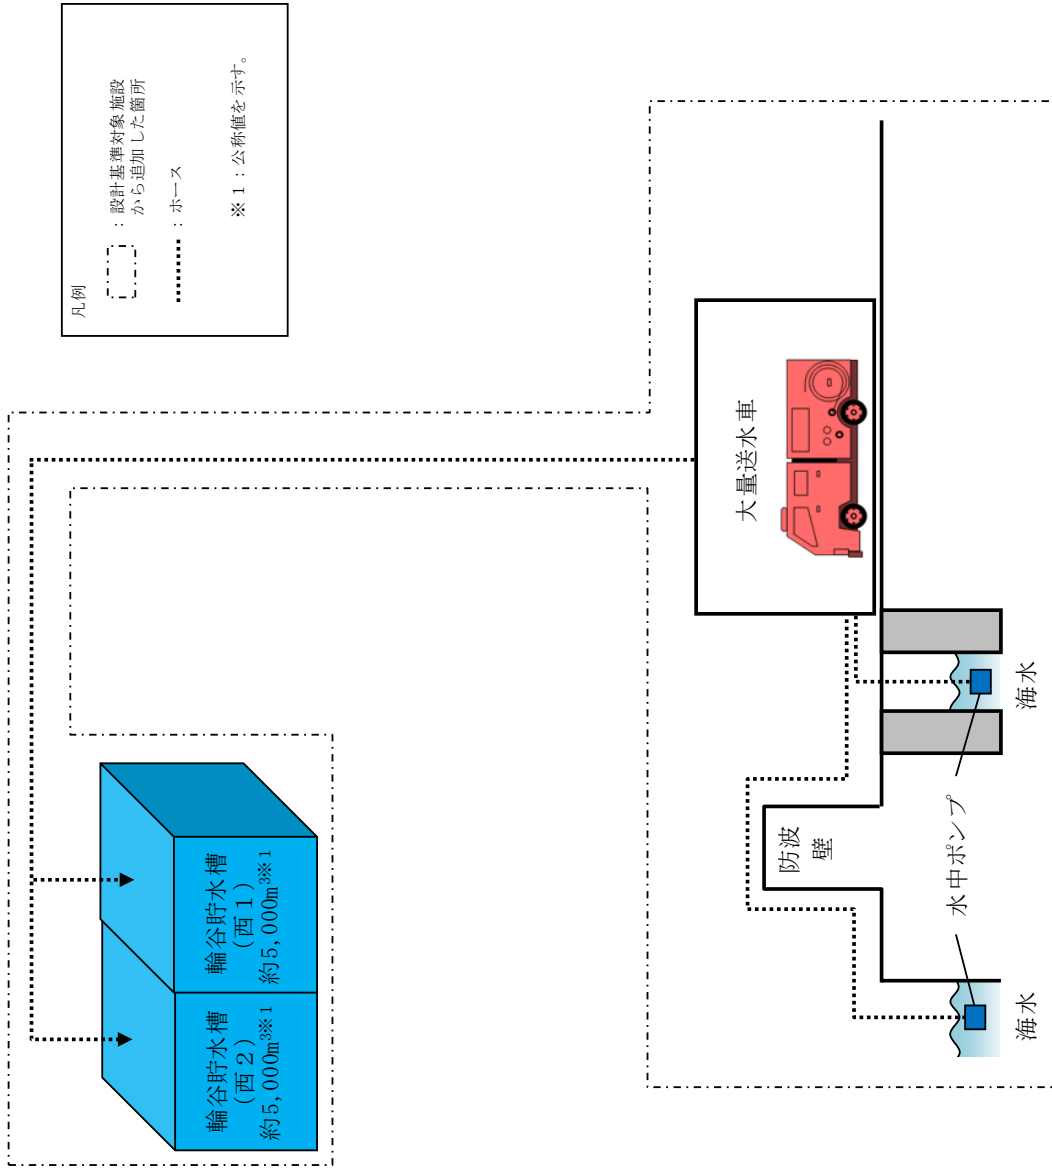 凡例
：設計基準対象施設
から追加した箇所
：ホース
※１：公称値を示す。
大量送水車
輪谷貯水槽
（西１）
約5,000m³※1
輪谷貯水槽
（西２）
約5,000m³※1
防波
壁
水中ポンプ
海水
海水